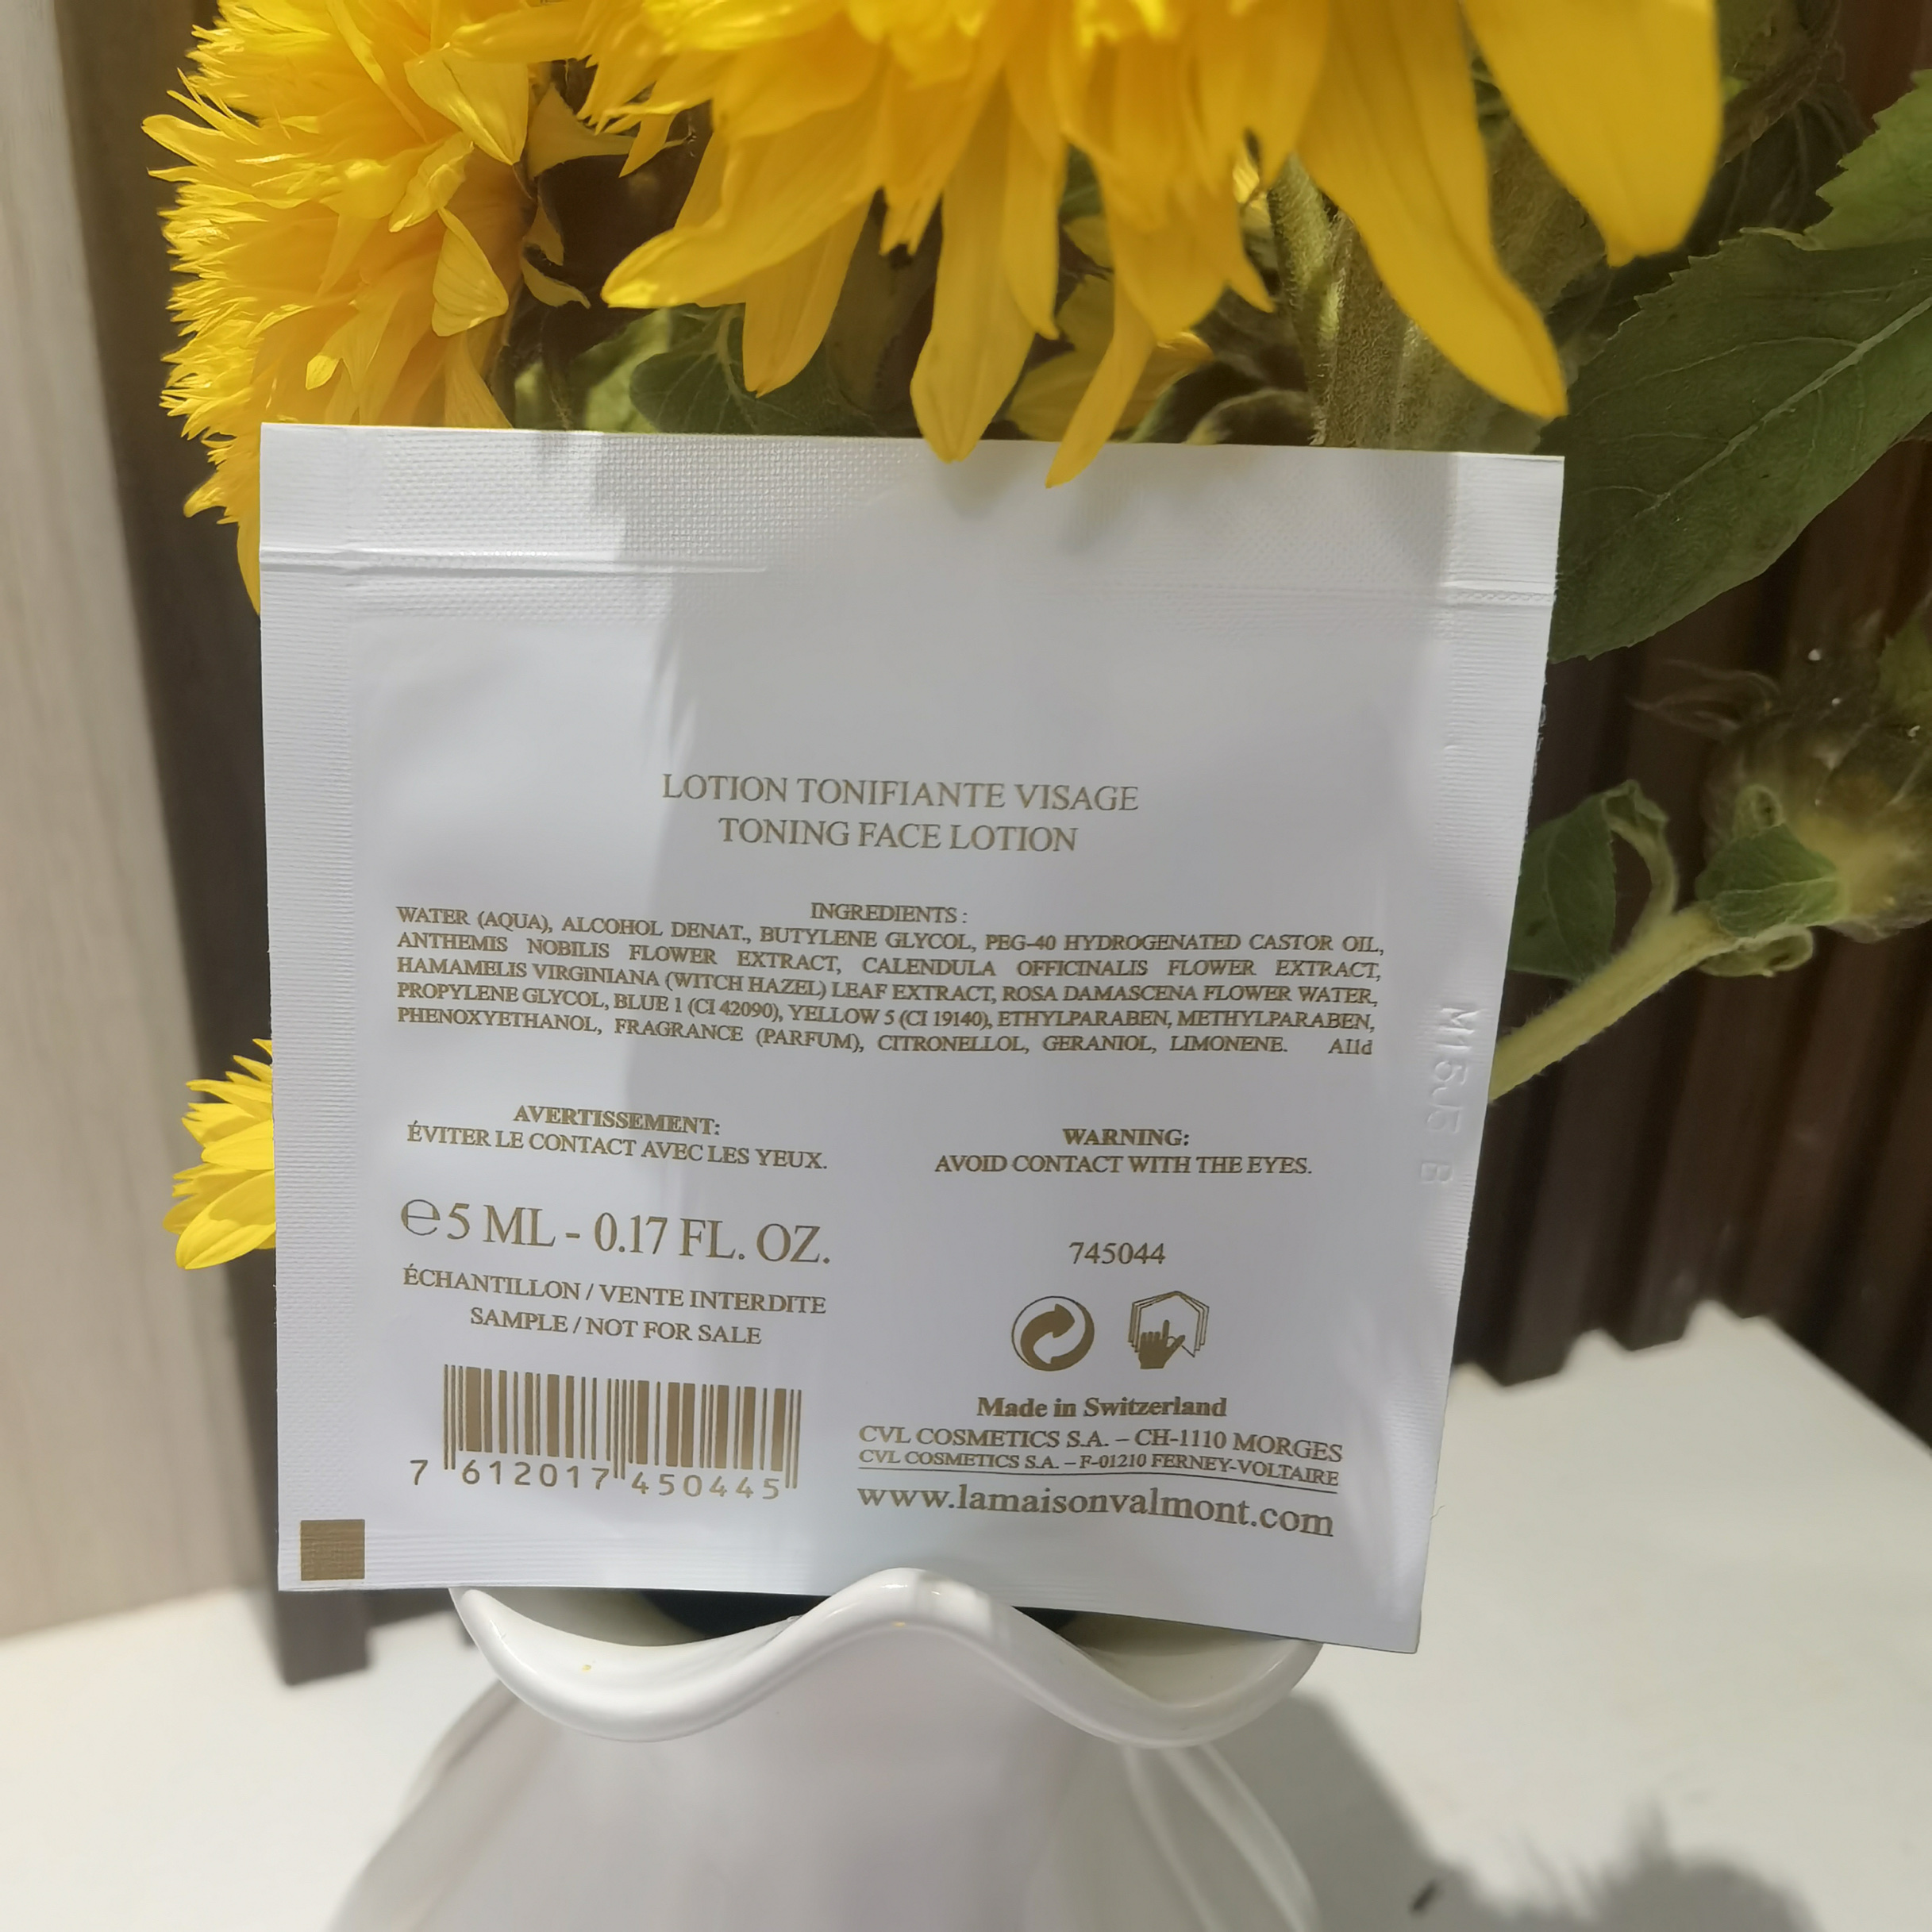 LOTION TONIFIANTE VISAGE
TONING FACE LOTION
INGREDIENTS :
WATER (AQUA), ALCOHOL DENAT., BUTYLENE GLYCOL, PEG-40 HYDROGENATED CASTOR OIL,
ANTHEMIS NOBILIS FLOWER EXTRACT, CALENDULA OFFICINALIS FLOWER EXTRACT,
HAMAMELIS VIRGINIANA (WITCH HAZEL) LEAF EXTRACT, ROSA DAMASCENA FLOWER WATER,
PROPYLENE GLYCOL, BLUE 1 (CI 42090), YELLOW 5 (CI 19140), ETHYLPARABEN, METHYLPARABEN,
PHENOXYETHANOL, FRAGRANCE (PARFUM), CITRONELLOL, GERANIOL, LIMONENE. A11d
AVERTISSEMENT:
ÉVITER LE CONTACT AVEC LES YEUX.
WARNING:
AVOID CONTACT WITH THE EYES.
℮5 ML - 0.17 FL. OZ.
ÉCHANTILLON / VENTE INTERDITE
SAMPLE / NOT FOR SALE
7 612017 450445
745044
Made in Switzerland
CVL COSMETICS S.A. – CH-1110 MORGES
CVL COSMETICS S.A. – F-01210 FERNEY-VOLTAIRE
www.lamaisonvalmont.com